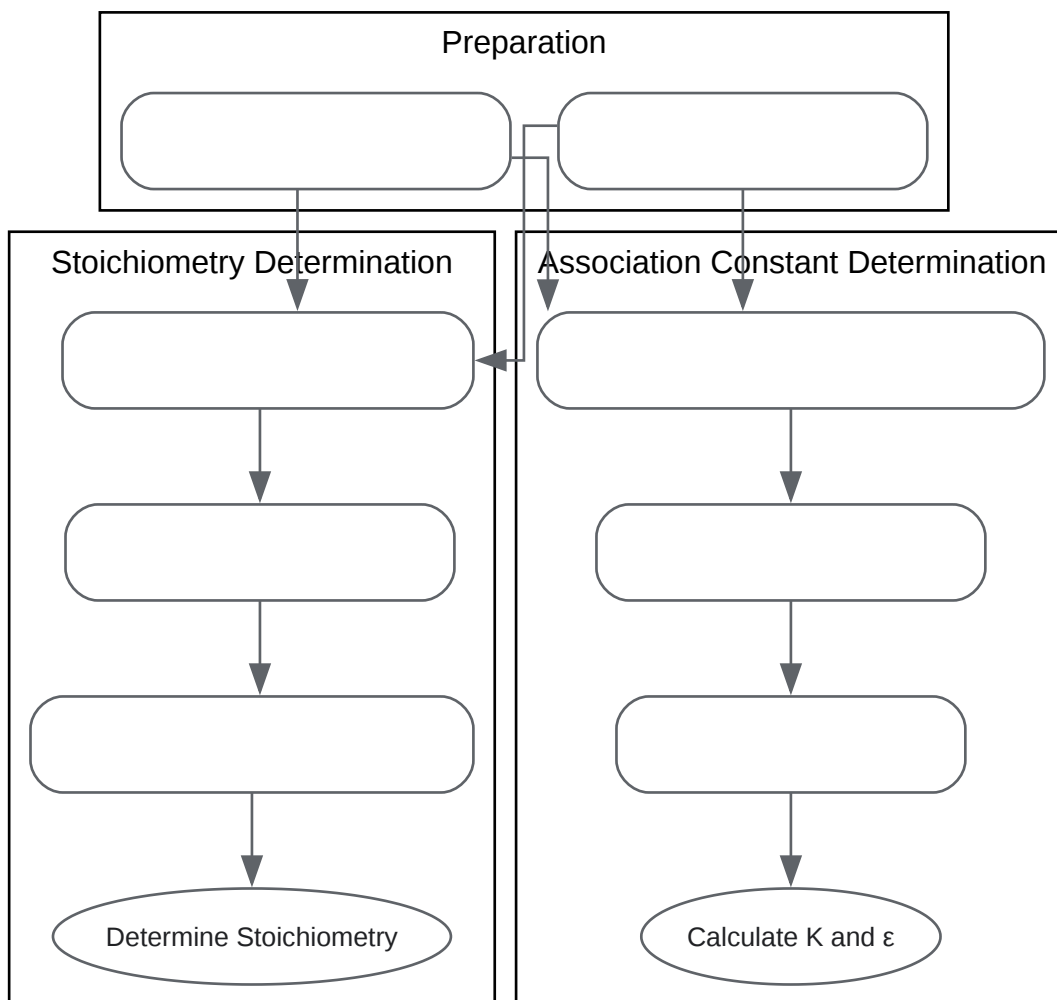 Preparation
Stoichiometry Determination
Association Constant Determination
Determine Stoichiometry
Calculate K and ε